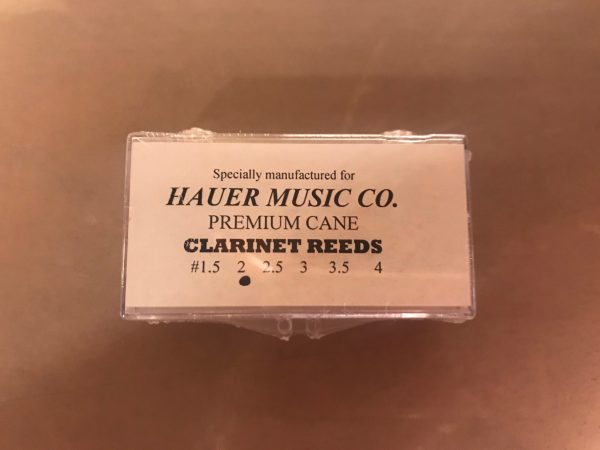 Specially manufactured for
HAUER MUSIC CO.
PREMIUM CANE
CLARINET REEDS
#1.5 2 2.5 3 3.5 4